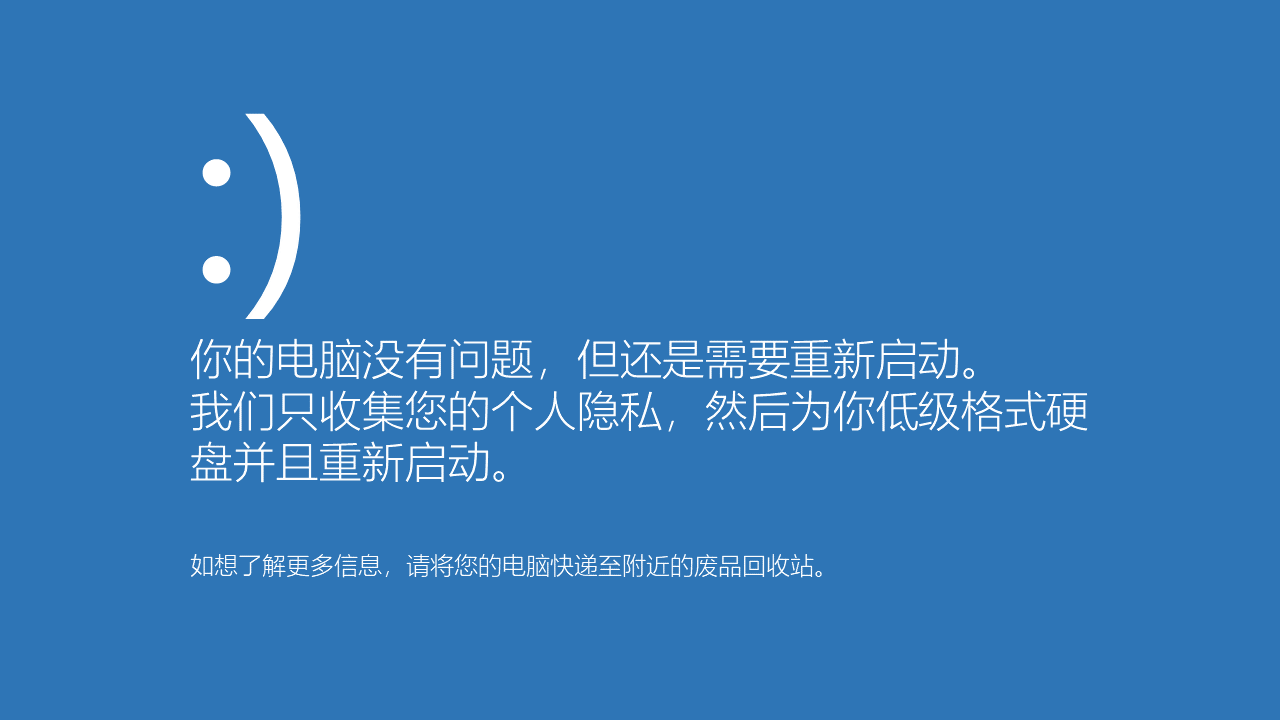 :)
你的电脑没有问题，但还是需要重新启动。
我们只收集您的个人隐私，然后为你低级格式硬
盘并且重新启动。
如想了解更多信息，请将您的电脑快递至附近的废品回收站。